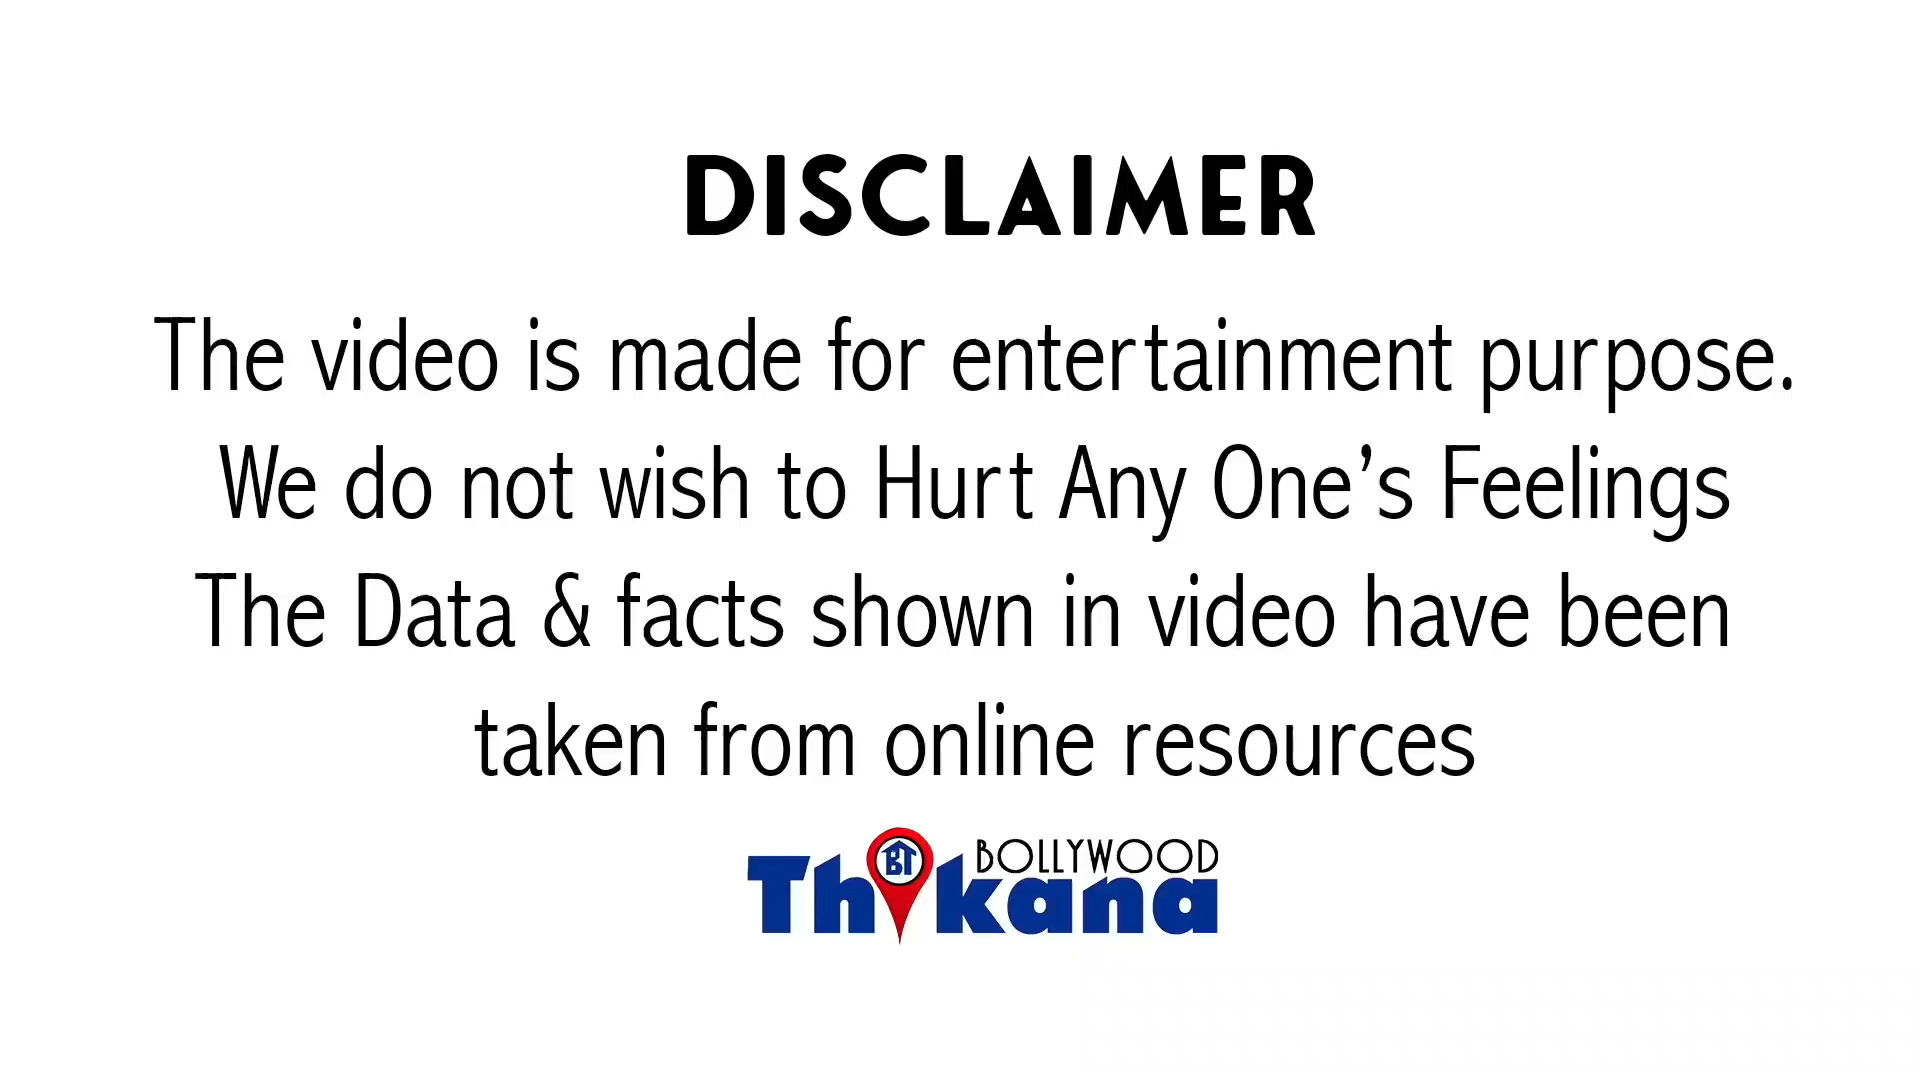 DISCLAIMER
The video is made for entertainment purpose.
We do not wish to Hurt Any One’s Feelings
The Data & facts shown in video have been
taken from online resources
BT
BOLLYWOOD
Thikana